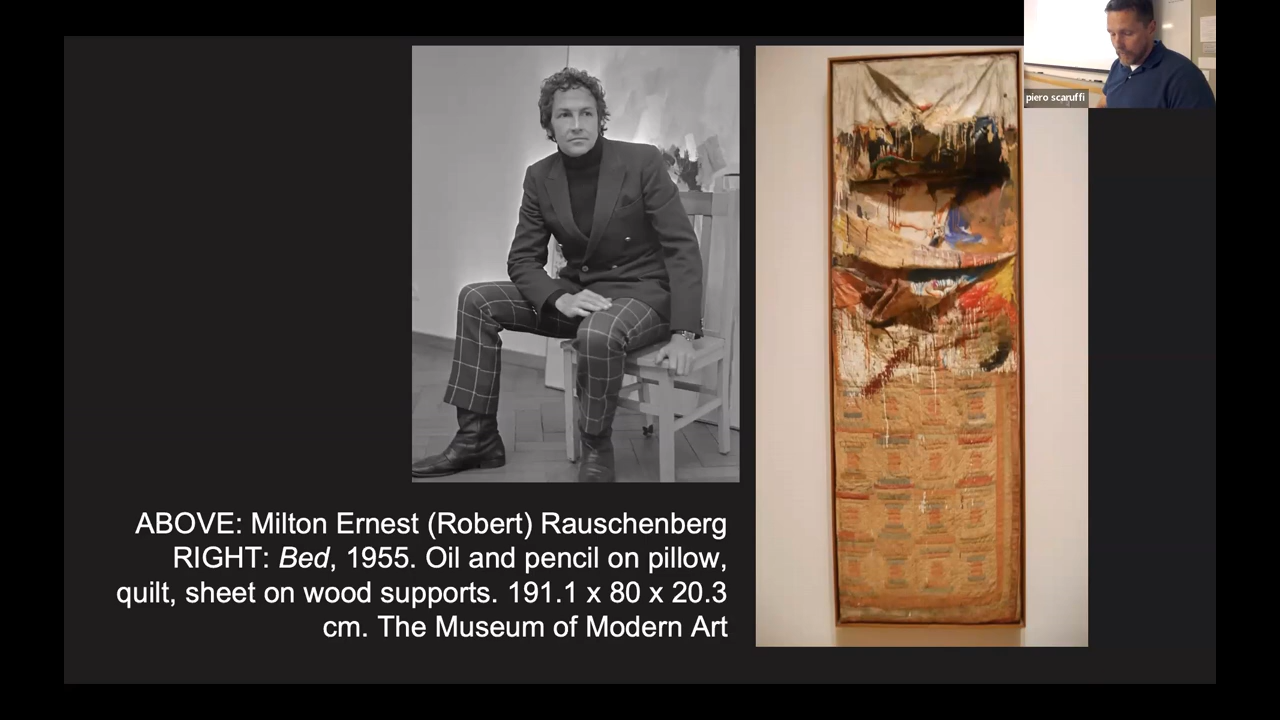 piero scaruffi
ABOVE: Milton Ernest (Robert) Rauschenberg
RIGHT: Bed, 1955. Oil and pencil on pillow,
quilt, sheet on wood supports. 191.1 x 80 x 20.3
cm. The Museum of Modern Art